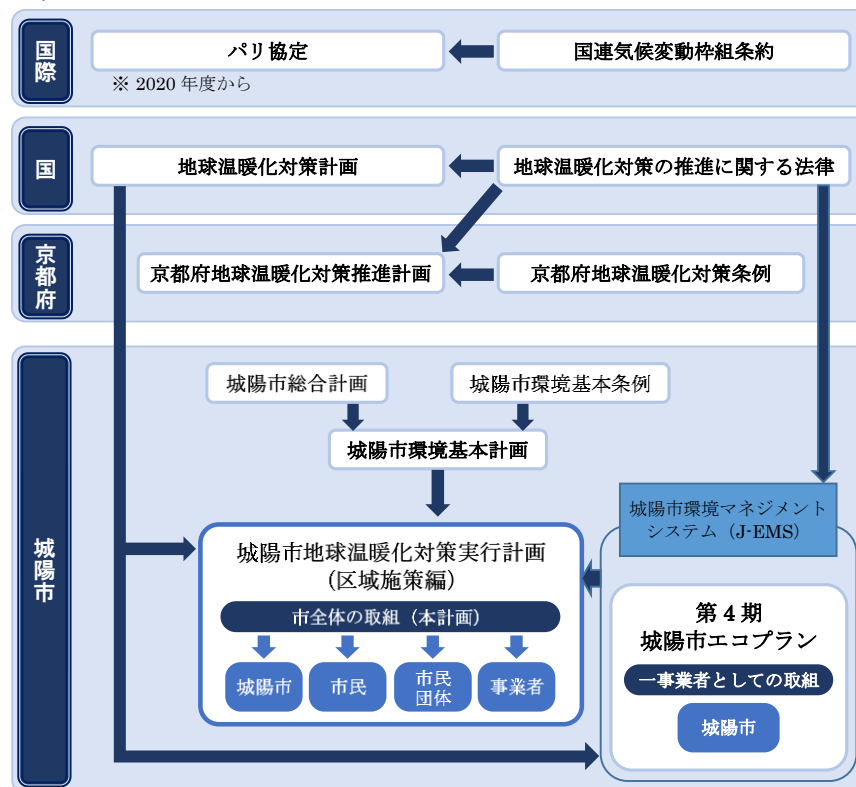 国際
パリ協定
国連気候変動枠組条約
※ 2020 年度から
国
地球温暖化対策計画
地球温暖化対策の推進に関する法律
京都府
京都府地球温暖化対策推進計画
京都府地球温暖化対策条例
城陽市
城陽市総合計画
城陽市環境基本条例
城陽市環境基本計画
城陽市環境マネジメント
システム（J-EMS）
城陽市地球温暖化対策実行計画
（区域施策編）
市全体の取組（本計画）
城陽市
市民
市民
団体
事業者
第 4 期
城陽市エコプラン
一事業者としての取組
城陽市